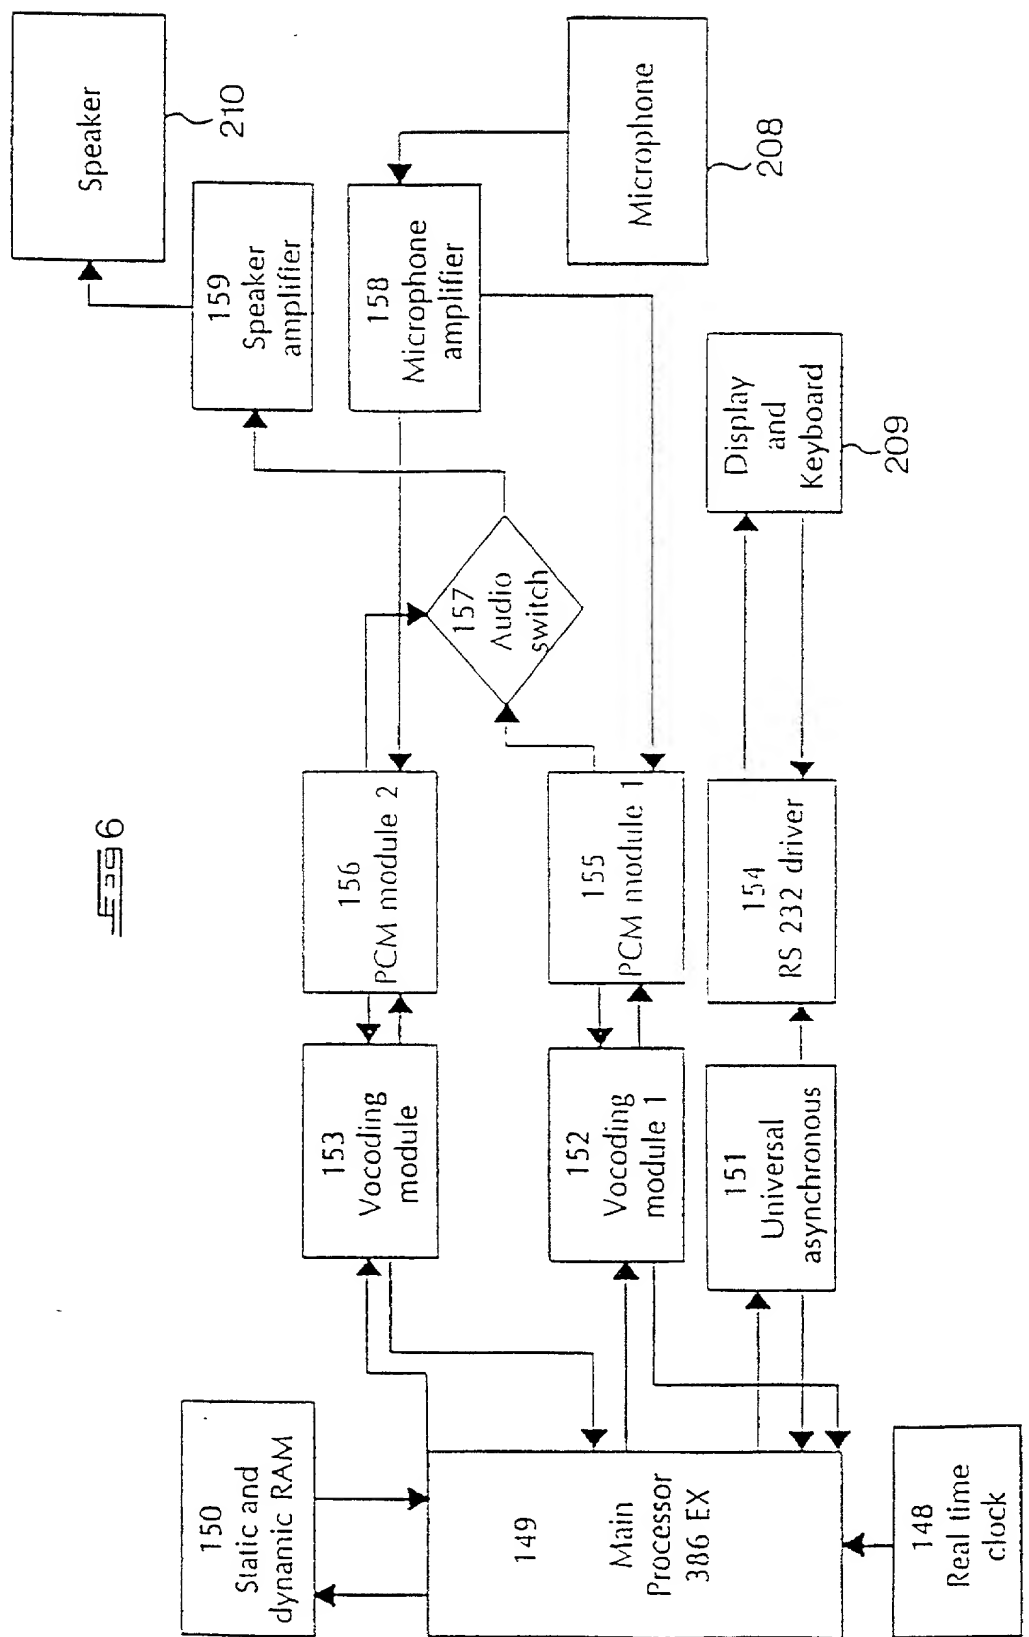 Fig 6
150
Static and
dynamic RAM
149
Main
Processor
386 EX
148
Real time
clock
153
Vocoding
module
152
Vocoding
module 1
151
Universal
asynchronous
156
PCM module 2
155
PCM module 1
154
RS 232 driver
157
Audio
switch
159
Speaker
amplifier
158
Microphone
amplifier
Display
and
Keyboard
209
Speaker
210
Microphone
208